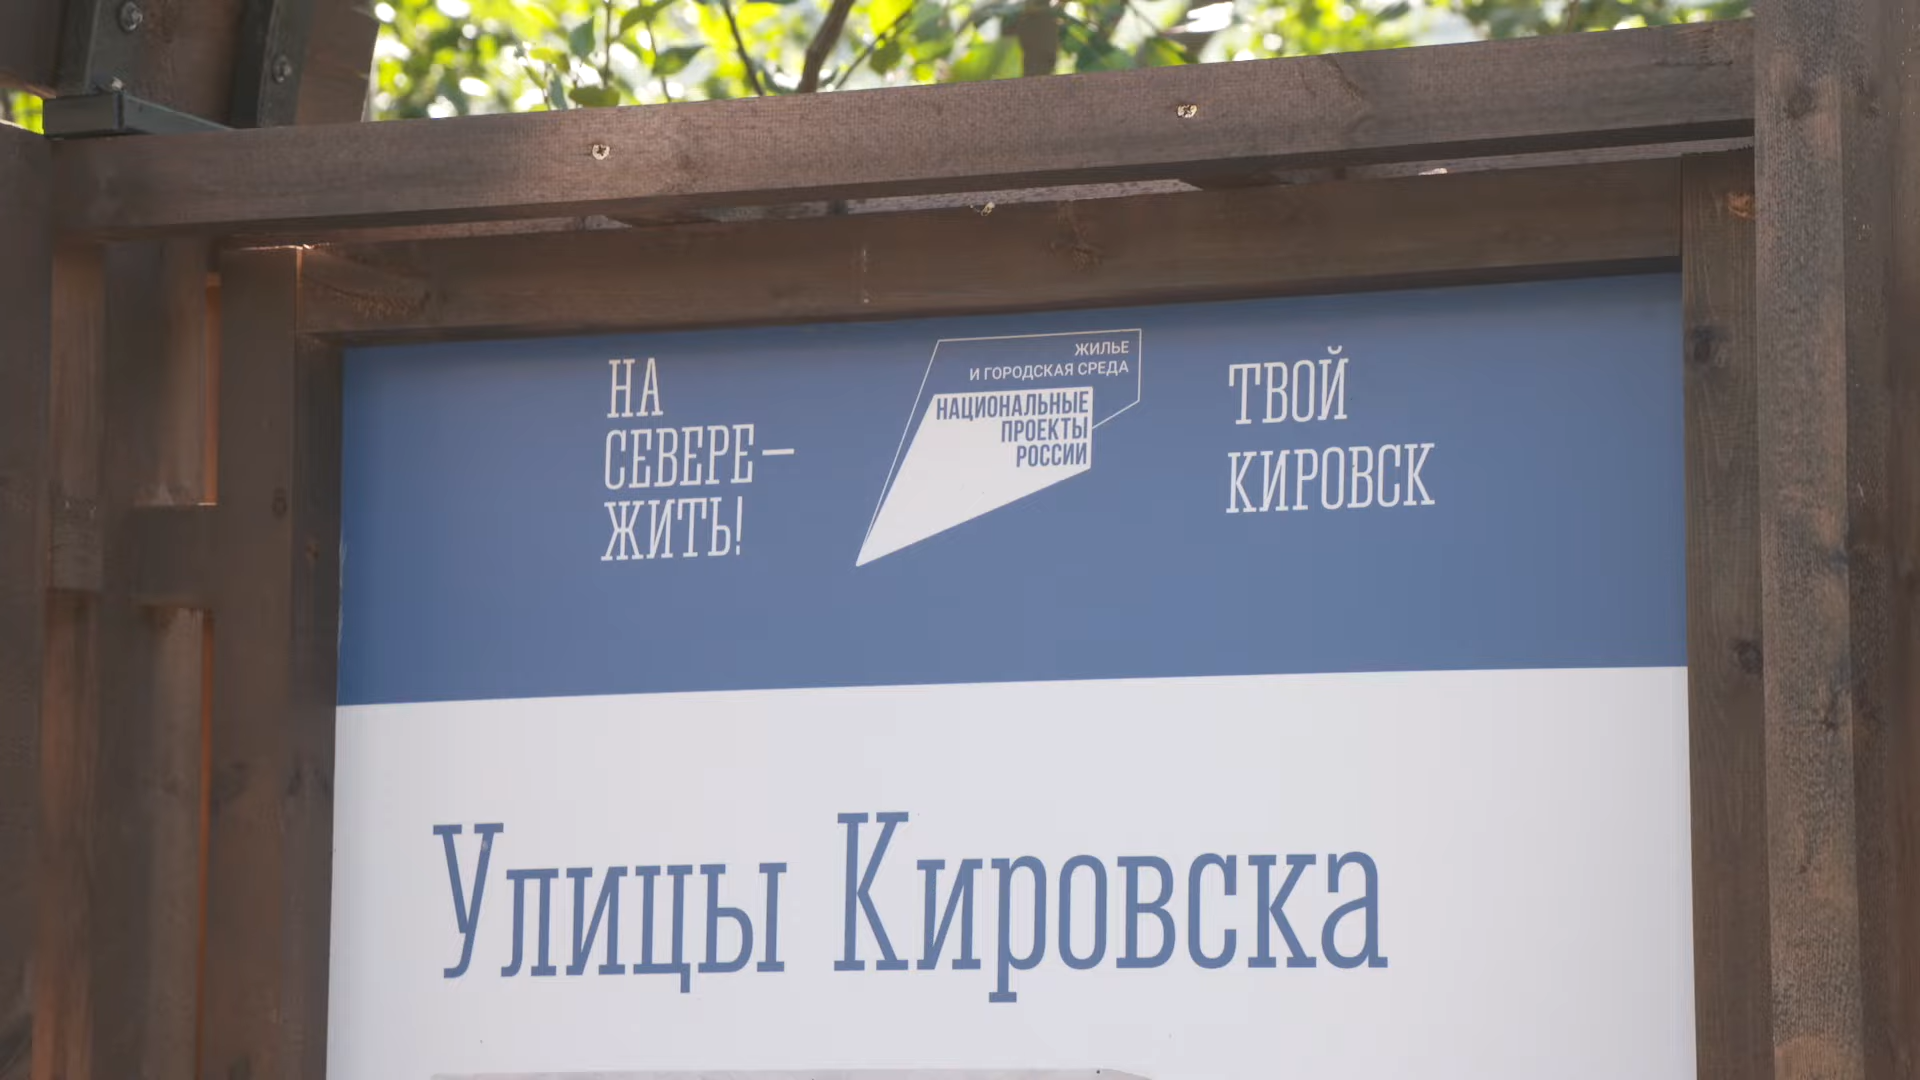 НА
СЕВЕРЕ –
ЖИТЬ!
ЖИЛЬЕ
И ГОРОДСКАЯ СРЕДА
НАЦИОНАЛЬНЫЕ
ПРОЕКТЫ
РОССИИ
ТВОЙ
КИРОВСК
Улицы Кировска